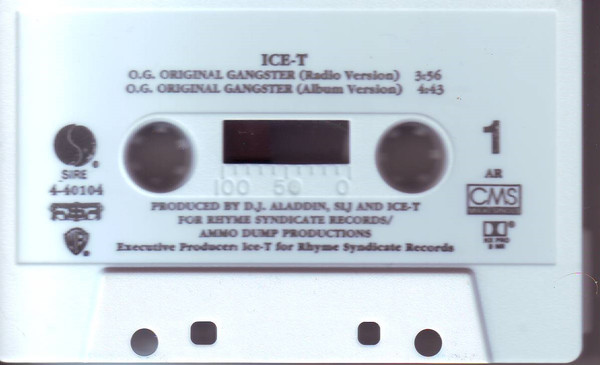 ICE-T
O.G. ORIGINAL GANGSTER (Radio Version) 3:56
O.G. ORIGINAL GANGSTER (Album Version) 4:43
1
SIRE ®
4-40104
AR
CMS
100 50 0
PRODUCED BY D.J. ALADDIN, SLJ AND ICE-T
FOR RHYME SYNDICATE RECORDS/
AMMO DUMP PRODUCTIONS
Executive Producer: Ice-T for Rhyme Syndicate Records
HX PRO